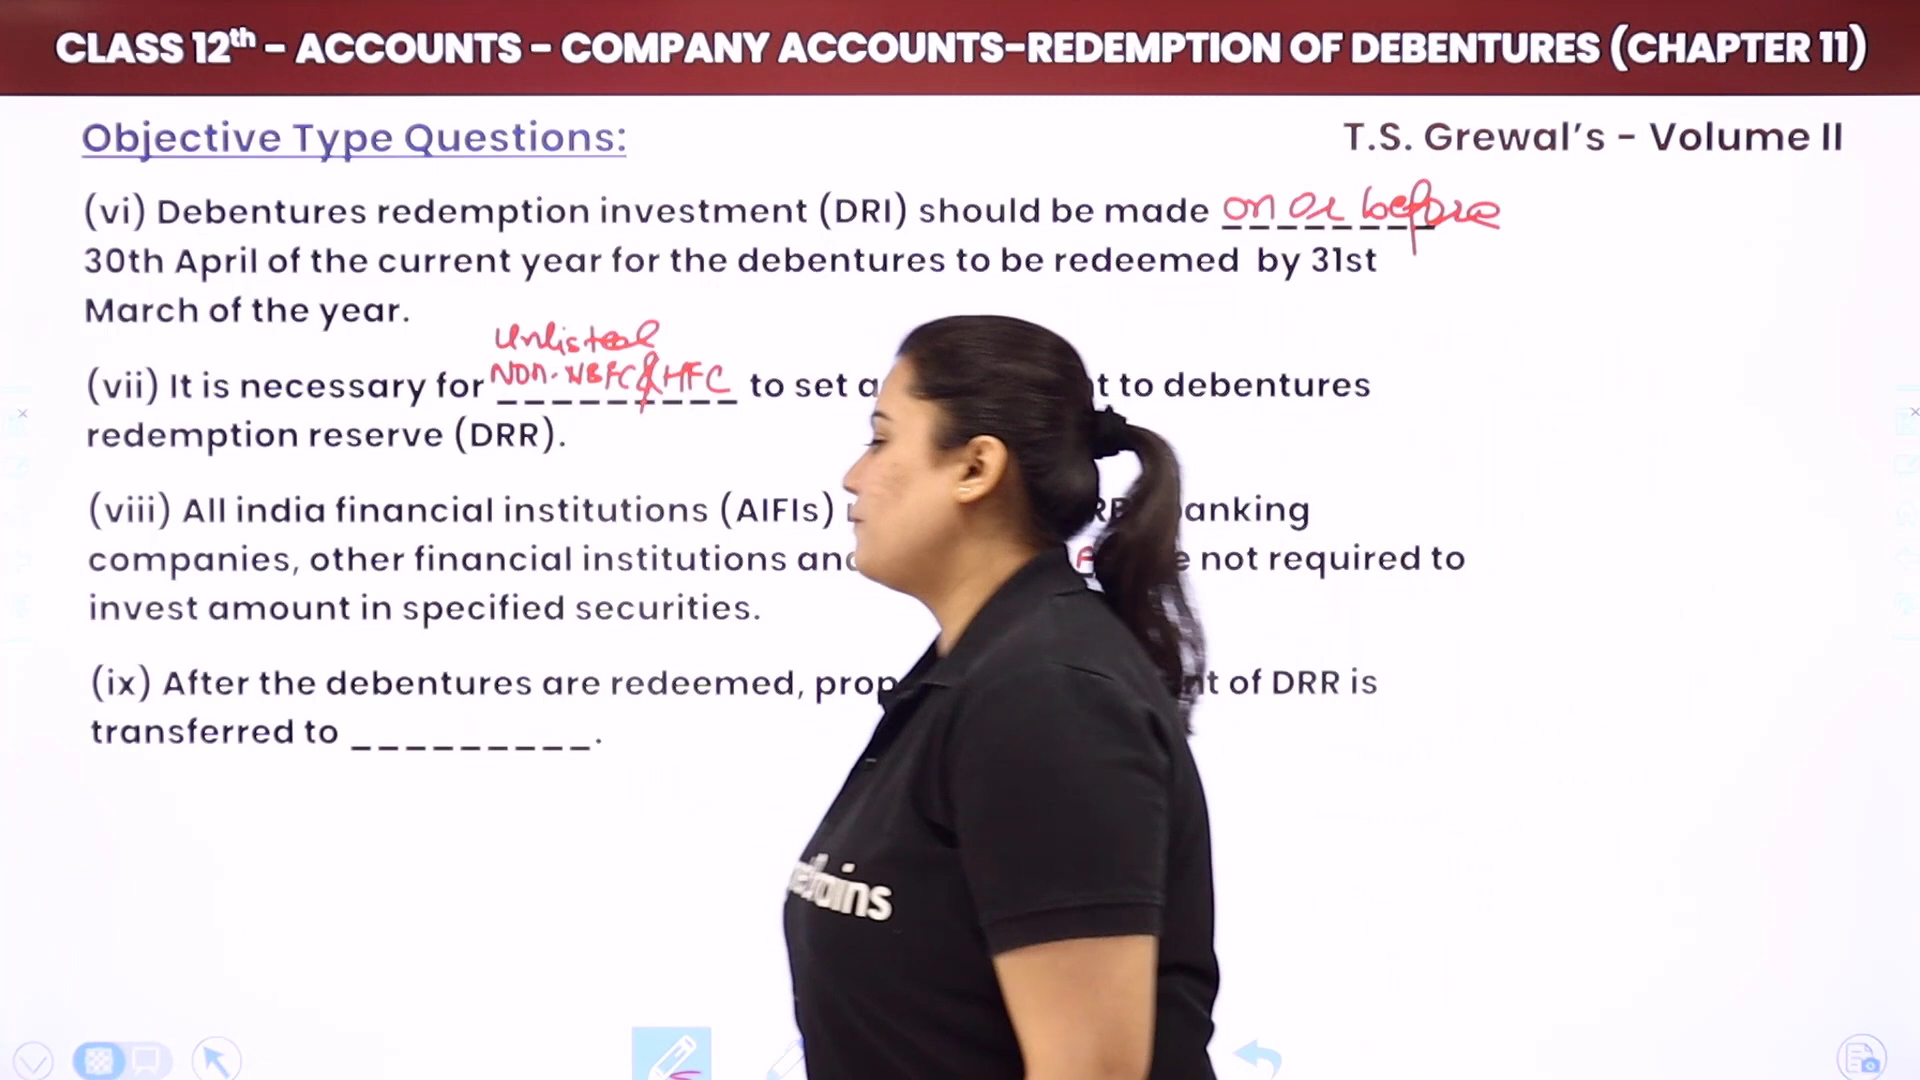 CLASS 12th - ACCOUNTS - COMPANY ACCOUNTS-REDEMPTION OF DEBENTURES (CHAPTER 11)
Objective Type Questions:
T.S. Grewal's - Volume II
(vi) Debentures redemption investment (DRI) should be made on or before
30th April of the current year for the debentures to be redeemed by 31st
March of the year.
Unlisted
(vii) It is necessary for NON-NBFC & HFC to set a t to debentures
redemption reserve (DRR).
(viii) All india financial institutions (AIFIs) anking
companies, other financial institutions and not required to
invest amount in specified securities.
(ix) After the debentures are redeemed, prop nt of DRR is
transferred to _________.